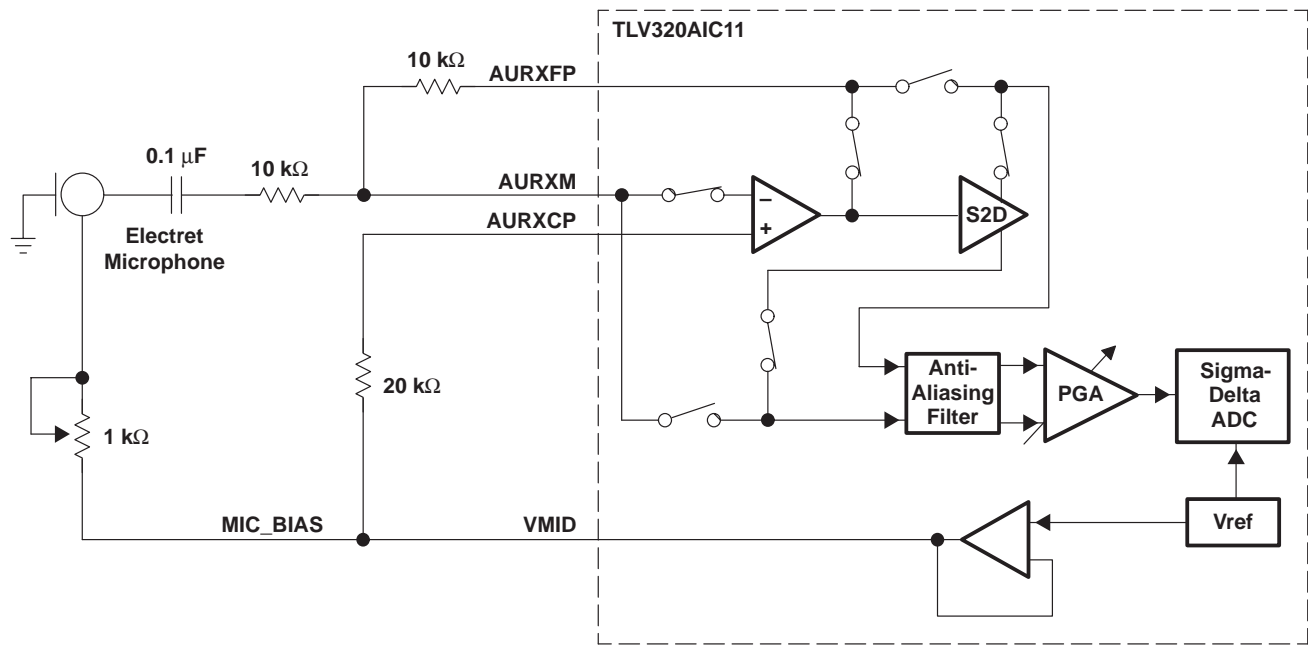 TLV320AIC11
10 kΩ
AURXFP
0.1 μF
10 kΩ
AURXM
AURXCP
−
+
S2D
Electret
Microphone
20 kΩ
1 kΩ
Anti-
Aliasing
Filter
PGA
Sigma-
Delta
ADC
MIC_BIAS
VMID
Vref